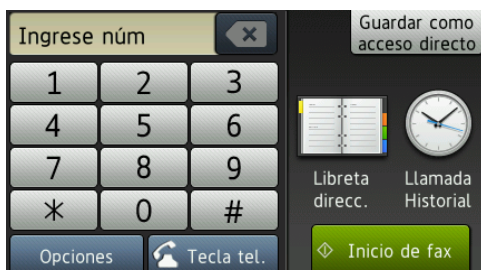 Ingrese núm
Guardar como
acceso directo
1 2 3
4 5 6
7 8 9
* 0 #
Libreta
direcc.
Llamada
Historial
Opciones
Tecla tel.
Inicio de fax